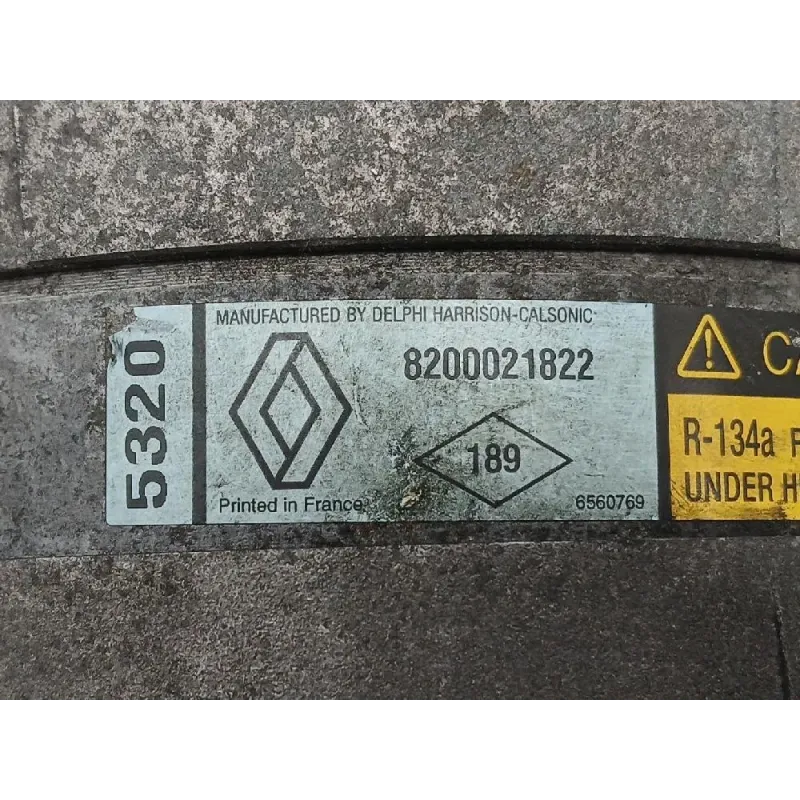 5320
MANUFACTURED BY DELPHI HARRISON-CALSONIC
8200021822
189
Printed in France
6560769
R-134a
UNDER